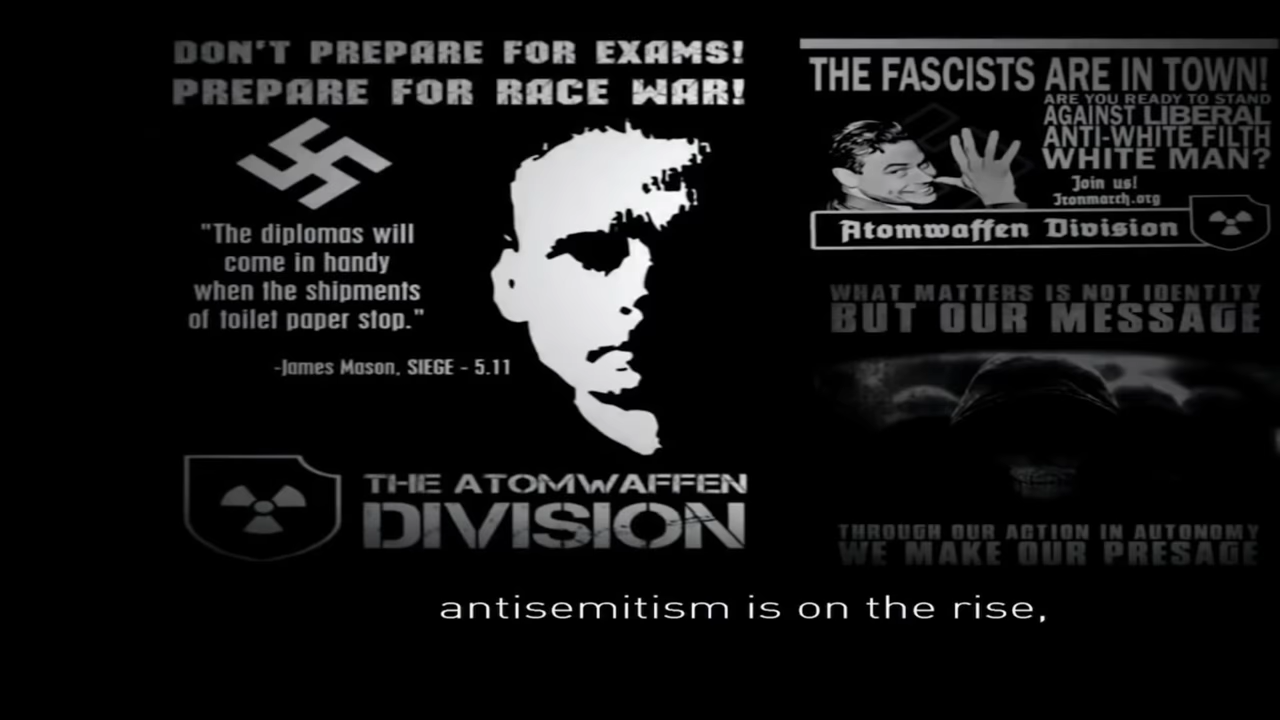 DON'T PREPARE FOR EXAMS!
PREPARE FOR RACE WAR!
"The diplomas will
come in handy
when the shipments
of toilet paper stop."
-James Mason, SIEGE - 5.11
THE ATOMWAFFEN
DIVISION
THE FASCISTS ARE IN TOWN!
ARE YOU READY TO STAND
AGAINST LIBERAL
ANTI-WHITE FILTH
WHITE MAN?
Join us!
Ironmarch.org
Atomwaffen Division
WHAT MATTERS IS NOT IDENTITY
BUT OUR MESSAGE
THROUGH OUR ACTION IN AUTONOMY
WE MAKE OUR PRESAGE
antisemitism is on the rise,